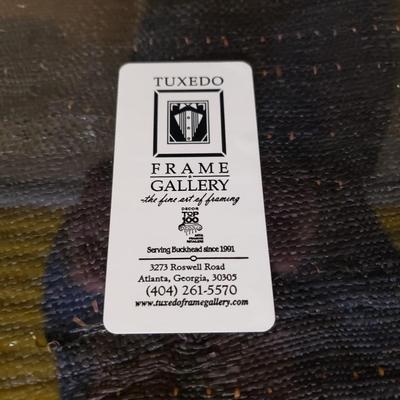 TUXEDO
FRAME
GALLERY
-the fine art of framing
DECOR
TOP
100
Serving Buckhead since 1991
3273 Roswell Road
Atlanta, Georgia, 30305
(404) 261-5570
www.tuxedoframegallery.com